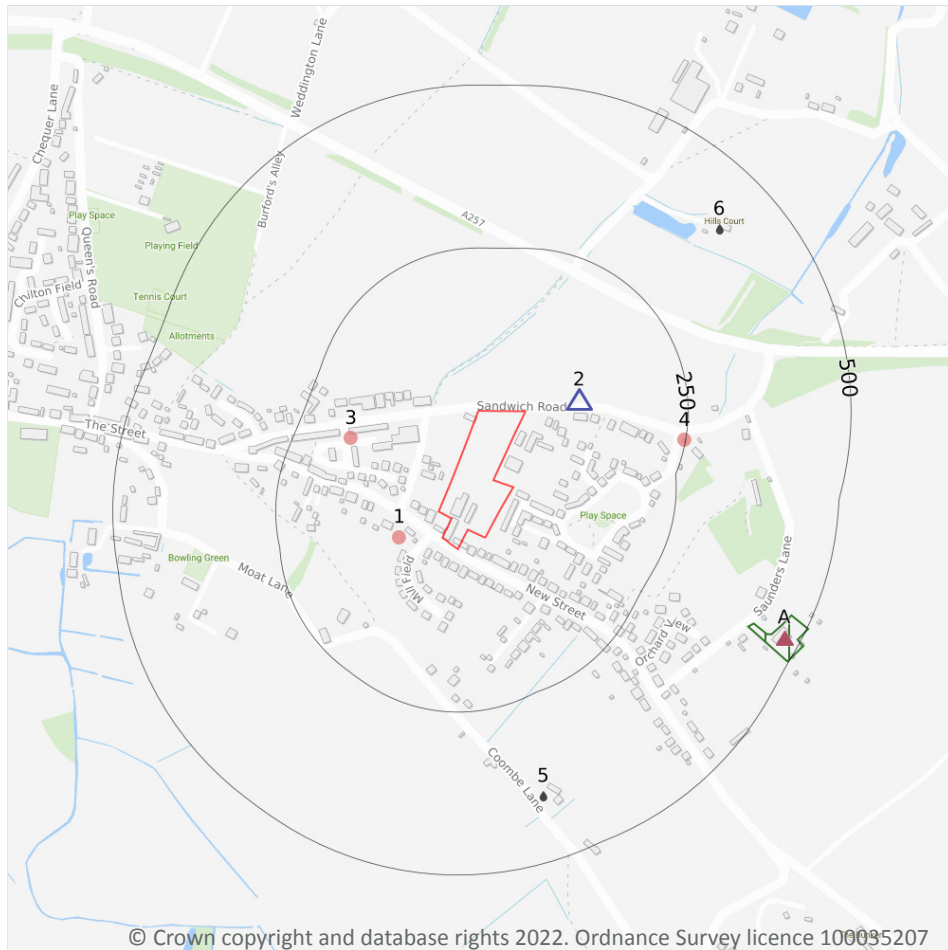 Weddington Lane
Chequer Lane
Burford's Alley
6
Hills Court
Play Space
A257
Playing Field
Queen's Road
Chilton Field
Tennis Court
Allotments
500
250
2
Sandwich Road
4
3
The Street
1
Play Space
Bowling Green
Moat Lane
Mill Field
New Street
Saunders Lane
A
Orchard View
5
Coombe Lane
© Crown copyright and database rights 2022. Ordnance Survey licence